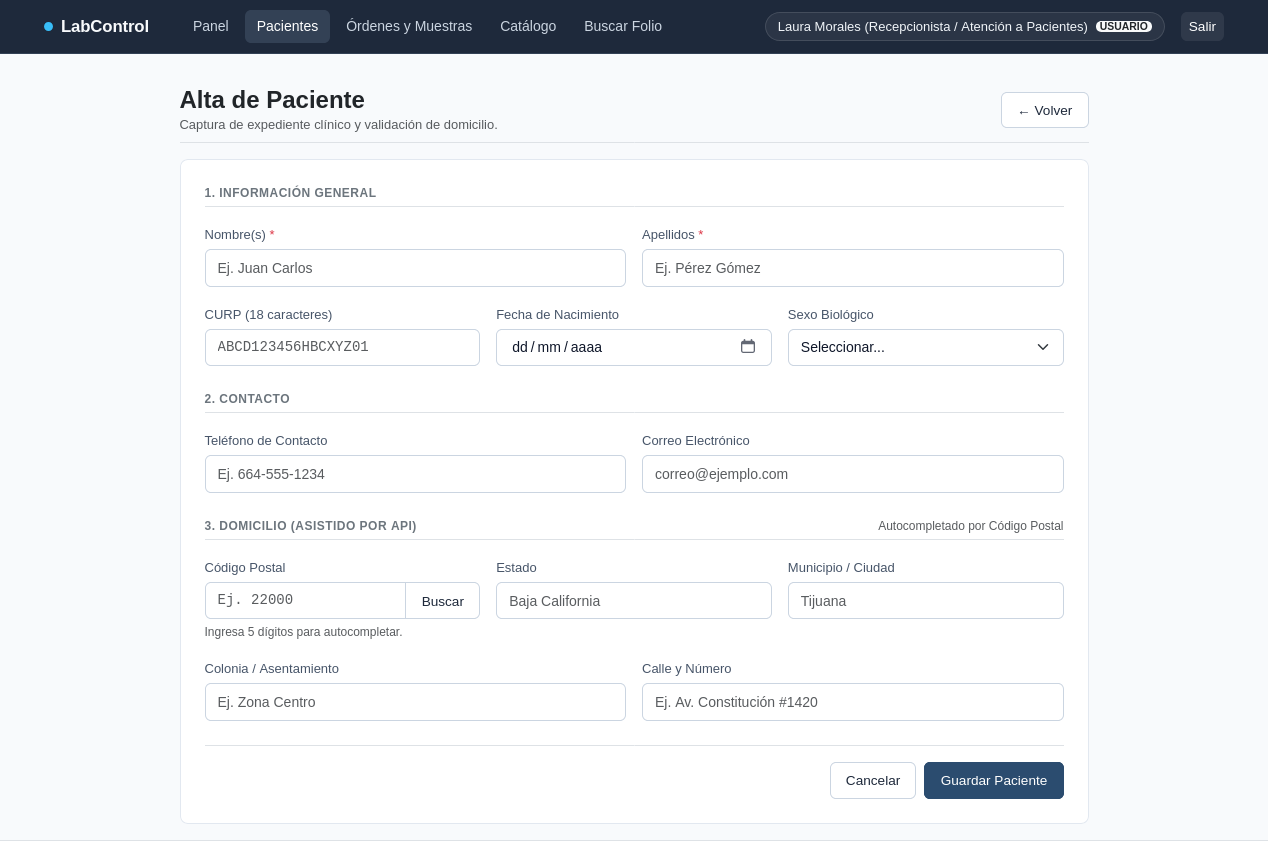 LabControl Panel Pacientes Órdenes y Muestras Catálogo Buscar Folio Laura Morales (Recepcionista / Atención a Pacientes) USUARIO Salir
Alta de Paciente
Captura de expediente clínico y validación de domicilio.
← Volver
1. INFORMACIÓN GENERAL
Nombre(s) * Apellidos *
Ej. Juan Carlos Ej. Pérez Gómez
CURP (18 caracteres) Fecha de Nacimiento Sexo Biológico
ABCD123456HBCXYZ01 dd/mm/aaaa Seleccionar...
2. CONTACTO
Teléfono de Contacto Correo Electrónico
Ej. 664-555-1234 correo@ejemplo.com
3. DOMICILIO (ASISTIDO POR API) Autocompletado por Código Postal
Código Postal Estado Municipio / Ciudad
Ej. 22000 Buscar Baja California Tijuana
Ingresa 5 dígitos para autocompletar.
Colonia / Asentamiento Calle y Número
Ej. Zona Centro Ej. Av. Constitución #1420
Cancelar Guardar Paciente